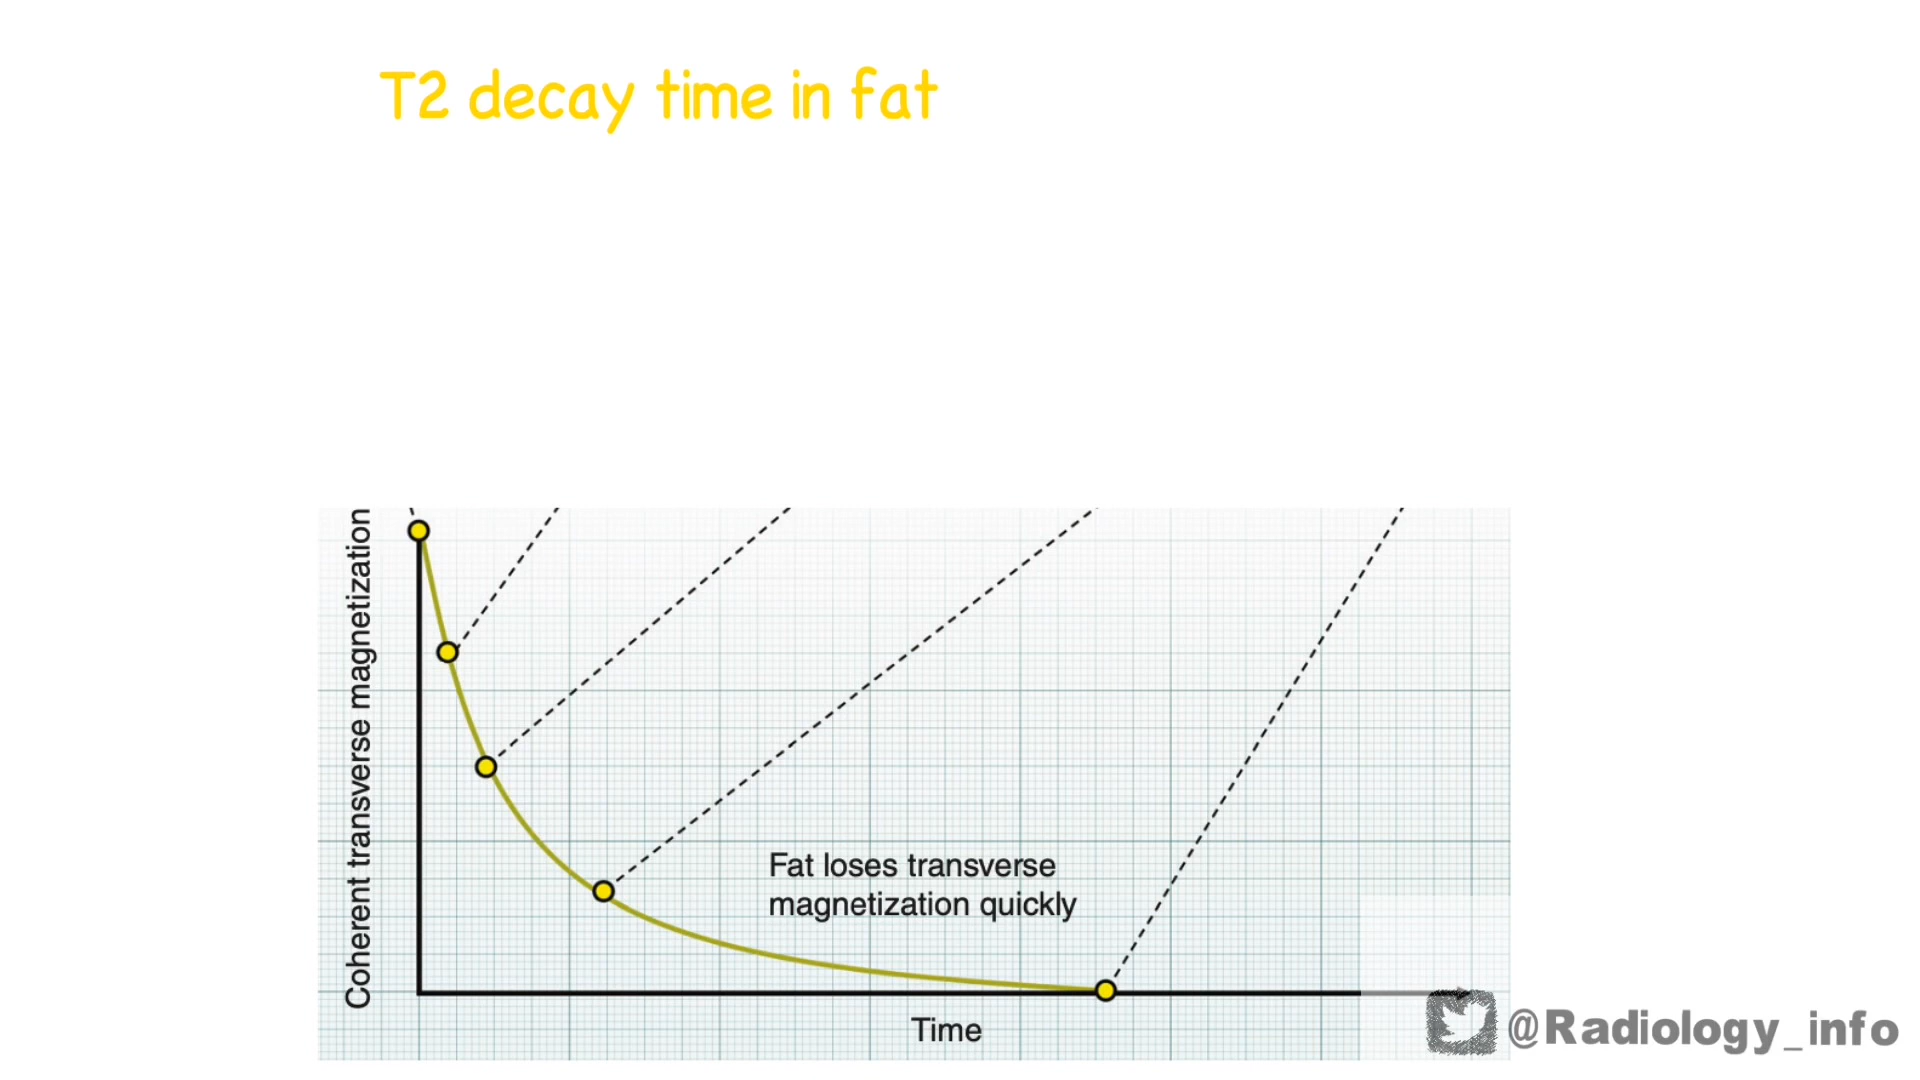 T2 decay time in fat
Coherent transverse magnetization
Fat loses transverse
magnetization quickly
Time
@Radiology_info